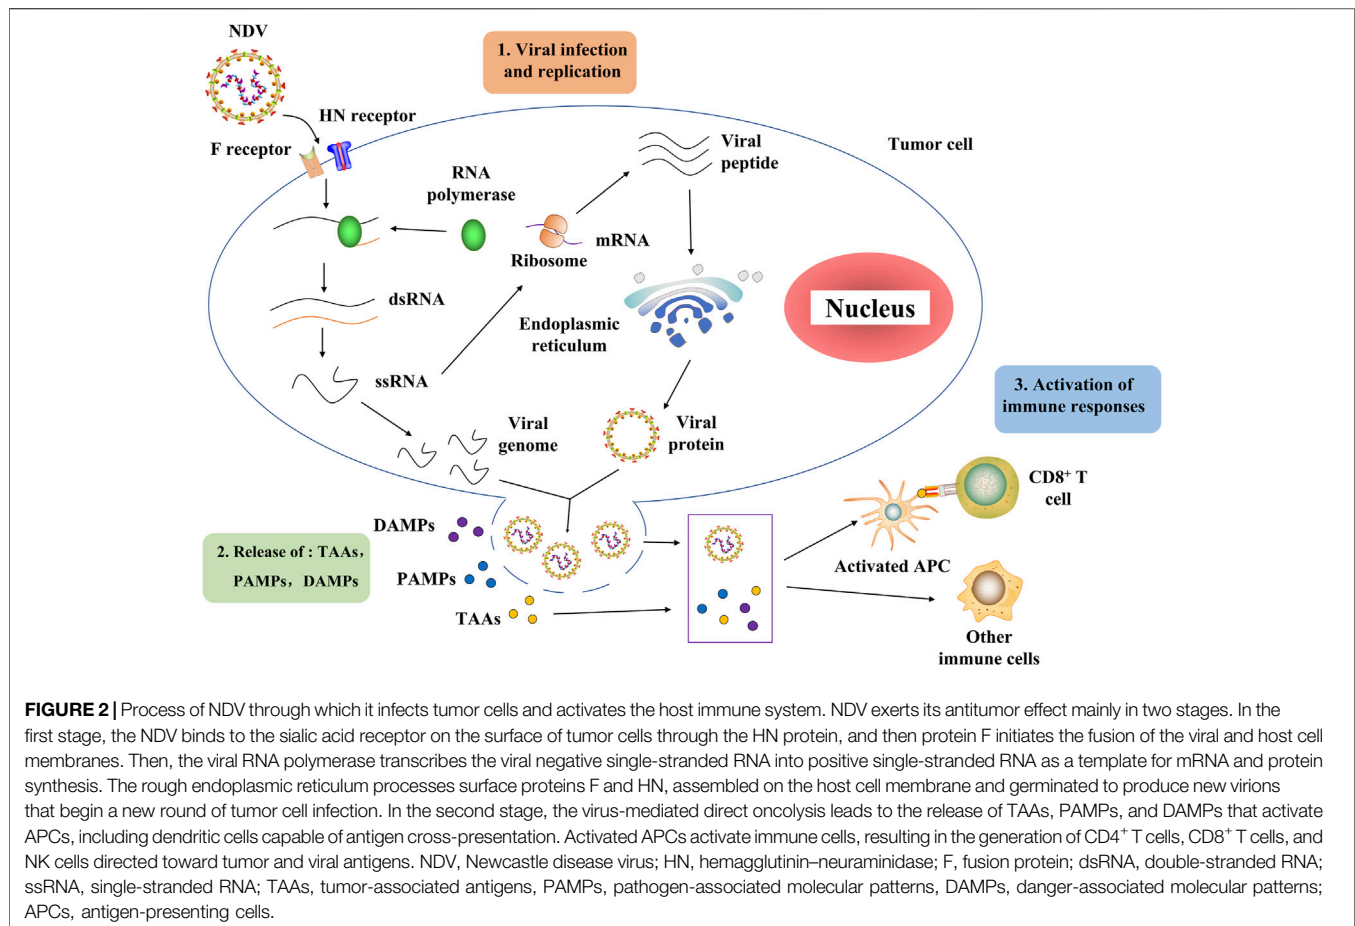 NDV
1. Viral infection
and replication
HN receptor
F receptor
Viral
peptide
Tumor cell
RNA
polymerase
mRNA
Ribosome
dsRNA
Nucleus
Endoplasmic
reticulum
ssRNA
3. Activation of
immune responses
Viral
genome
Viral
protein
CD8⁺ T
cell
DAMPs
2. Release of : TAAs,
PAMPs, DAMPs
PAMPs
Activated APC
TAAs
Other
immune cells
FIGURE 2 | Process of NDV through which it infects tumor cells and activates the host immune system. NDV exerts its antitumor effect mainly in two stages. In the
first stage, the NDV binds to the sialic acid receptor on the surface of tumor cells through the HN protein, and then protein F initiates the fusion of the viral and host cell
membranes. Then, the viral RNA polymerase transcribes the viral negative single-stranded RNA into positive single-stranded RNA as a template for mRNA and protein
synthesis. The rough endoplasmic reticulum processes surface proteins F and HN, assembled on the host cell membrane and germinated to produce new virions
that begin a new round of tumor cell infection. In the second stage, the virus-mediated direct oncolysis leads to the release of TAAs, PAMPs, and DAMPs that activate
APCs, including dendritic cells capable of antigen cross-presentation. Activated APCs activate immune cells, resulting in the generation of CD4⁺ T cells, CD8⁺ T cells, and
NK cells directed toward tumor and viral antigens. NDV, Newcastle disease virus; HN, hemagglutinin–neuraminidase; F, fusion protein; dsRNA, double-stranded RNA;
ssRNA, single-stranded RNA; TAAs, tumor-associated antigens, PAMPs, pathogen-associated molecular patterns, DAMPs, danger-associated molecular patterns;
APCs, antigen-presenting cells.